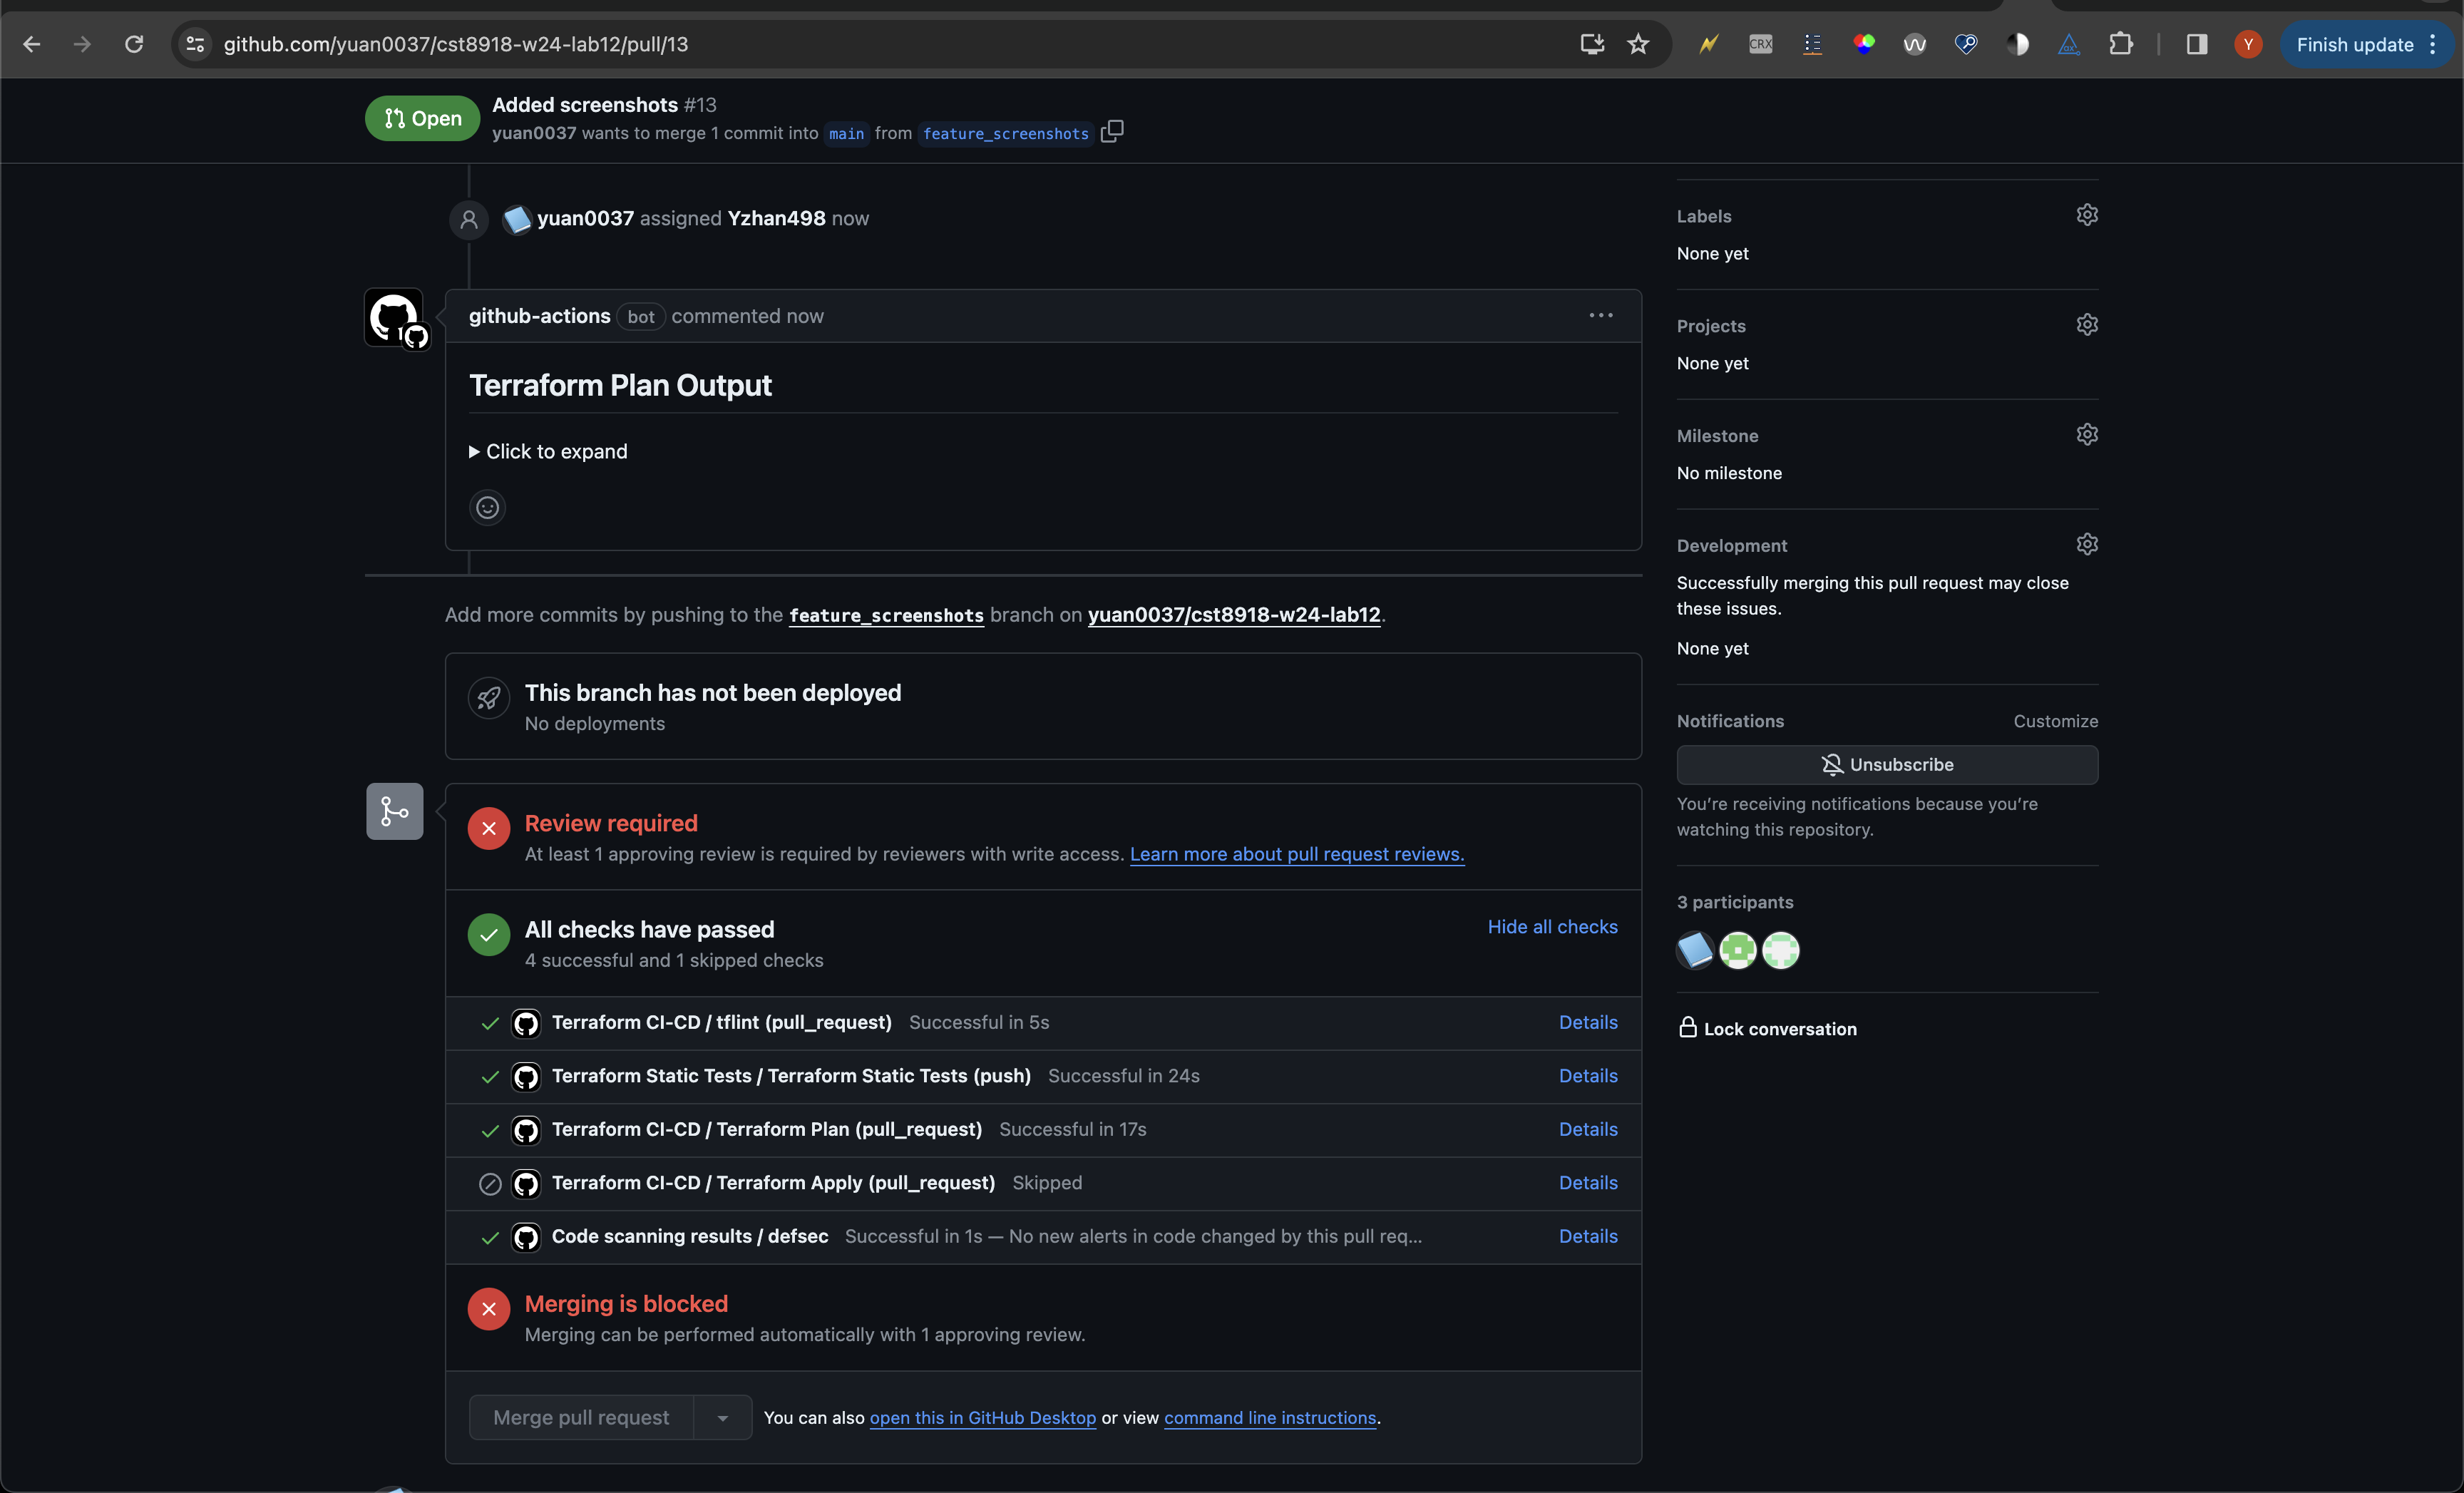 github.com/yuan0037/cst8918-w24-lab12/pull/13
CRX
Y
Finish update
Open
Added screenshots #13
yuan0037 wants to merge 1 commit into main from feature_screenshots
yuan0037 assigned Yzhan498 now
github-actions bot commented now
Terraform Plan Output
Click to expand
Add more commits by pushing to the feature_screenshots branch on yuan0037/cst8918-w24-lab12.
This branch has not been deployed
No deployments
Review required
At least 1 approving review is required by reviewers with write access. Learn more about pull request reviews.
All checks have passed
Hide all checks
4 successful and 1 skipped checks
Terraform CI-CD / tflint (pull_request) Successful in 5s Details
Terraform Static Tests / Terraform Static Tests (push) Successful in 24s Details
Terraform CI-CD / Terraform Plan (pull_request) Successful in 17s Details
Terraform CI-CD / Terraform Apply (pull_request) Skipped Details
Code scanning results / defsec Successful in 1s — No new alerts in code changed by this pull req... Details
Merging is blocked
Merging can be performed automatically with 1 approving review.
Merge pull request
You can also open this in GitHub Desktop or view command line instructions.
Labels
None yet
Projects
None yet
Milestone
No milestone
Development
Successfully merging this pull request may close
these issues.
None yet
Notifications
Customize
Unsubscribe
You’re receiving notifications because you’re
watching this repository.
3 participants
Lock conversation